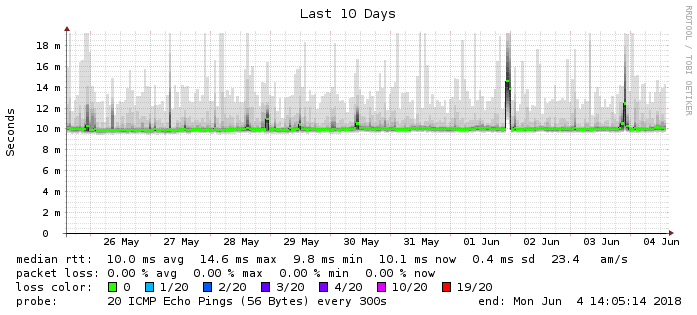 Last 10 Days
RRDTOOL / TOBI OETIKER
Seconds
18 m
16 m
14 m
12 m
10 m
8 m
6 m
4 m
2 m
0
26 May 27 May 28 May 29 May 30 May 31 May 01 Jun 02 Jun 03 Jun 04 Jun
median rtt: 10.0 ms avg 14.6 ms max 9.8 ms min 10.1 ms now 0.4 ms sd 23.4 am/s
packet loss: 0.00 % avg 0.00 % max 0.00 % min 0.00 % now
loss color: 0 1/20 2/20 3/20 4/20 10/20 19/20
probe: 20 ICMP Echo Pings (56 Bytes) every 300s end: Mon Jun 4 14:05:14 2018